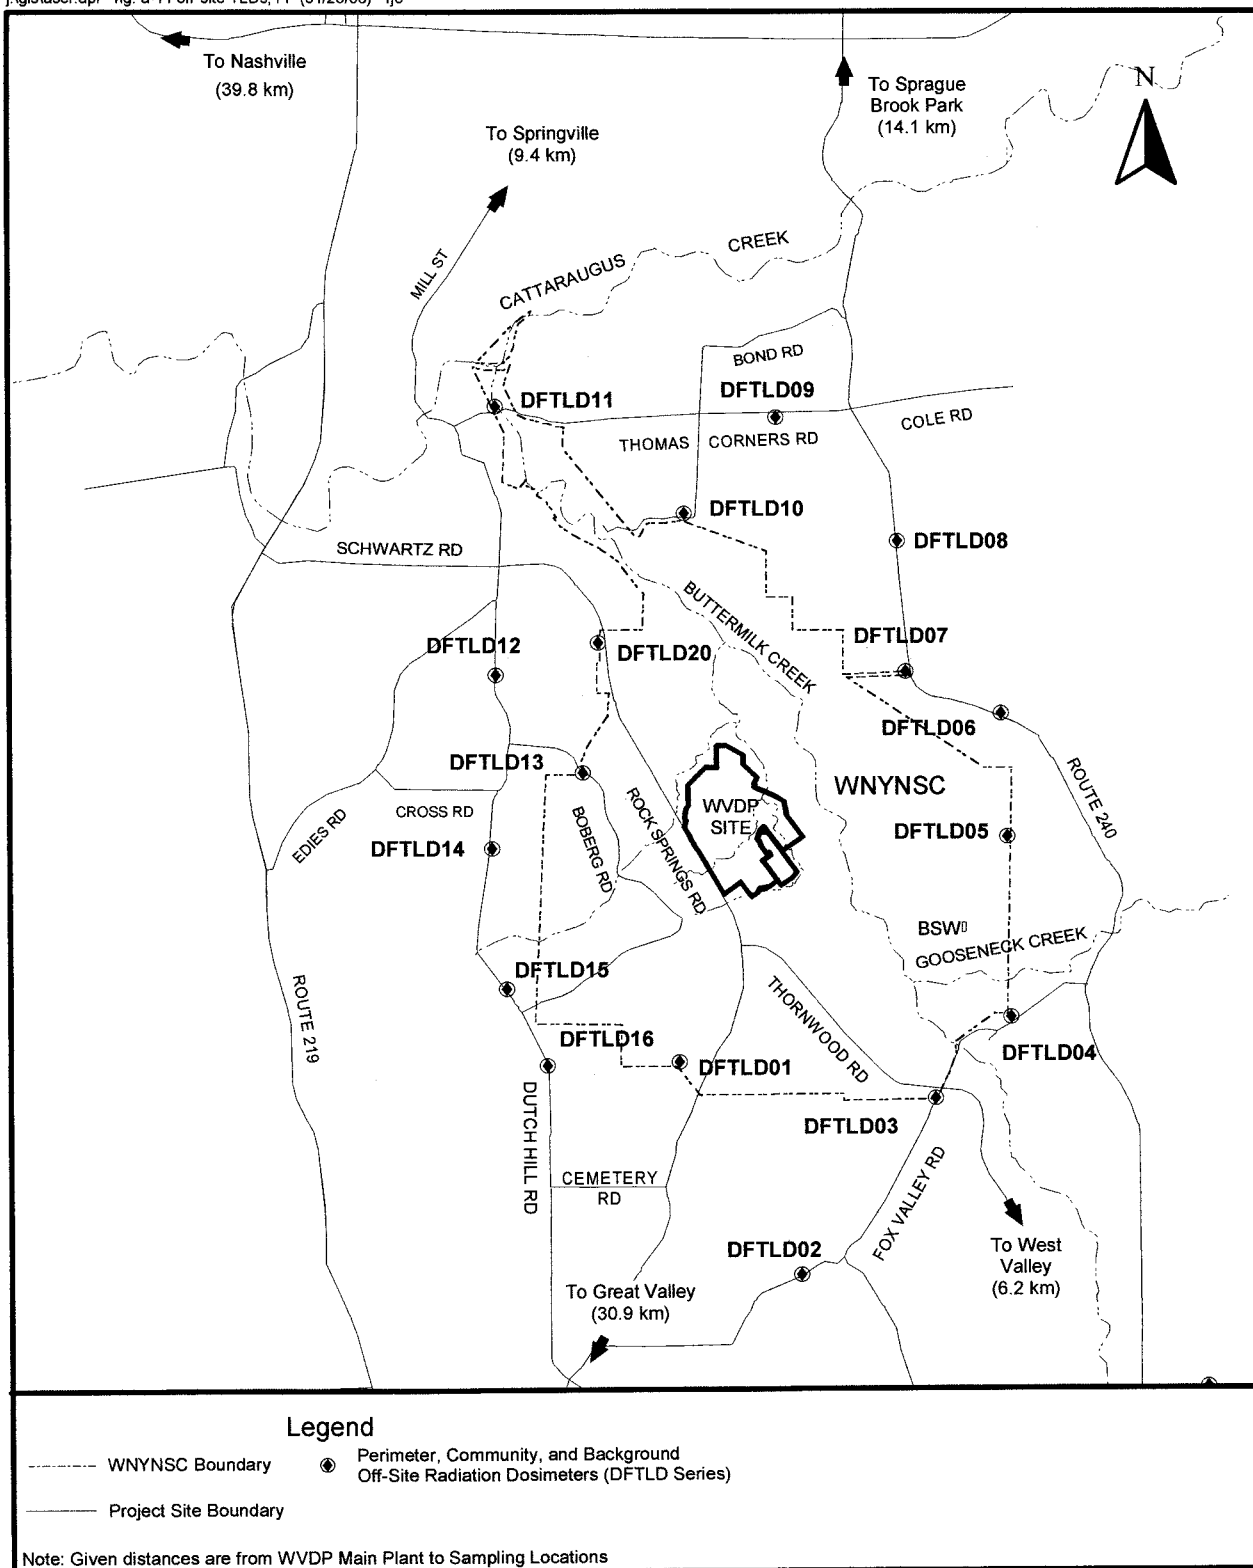 To Nashville
(39.8 km)
To Sprague
Brook Park
(14.1 km)
N
To Springville
(9.4 km)
MILL ST
CATTARAUGUS CREEK
BOND RD
DFTLD09
DFTLD11
COLE RD
THOMAS CORNERS RD
DFTLD10
DFTLD08
SCHWARTZ RD
BUTTERMILK CREEK
DFTLD07
DFTLD12
DFTLD20
DFTLD06
DFTLD13
WNYNSC
ROUTE 240
CROSS RD
EDIES RD
BOBERG RD
ROCK SPRINGS RD
WVDP
SITE
DFTLD05
DFTLD14
BSW
GOOSENECK CREEK
DFTLD15
ROUTE 219
THORNWOOD RD
DFTLD16
DFTLD01
DFTLD04
DUTCH HILL RD
DFTLD03
CEMETERY
RD
FOX VALLEY RD
DFTLD02
To West
Valley
(6.2 km)
To Great Valley
(30.9 km)
Legend
WNYNSC Boundary
Perimeter, Community, and Background
Off-Site Radiation Dosimeters (DFTLD Series)
Project Site Boundary
Note: Given distances are from WVDP Main Plant to Sampling Locations